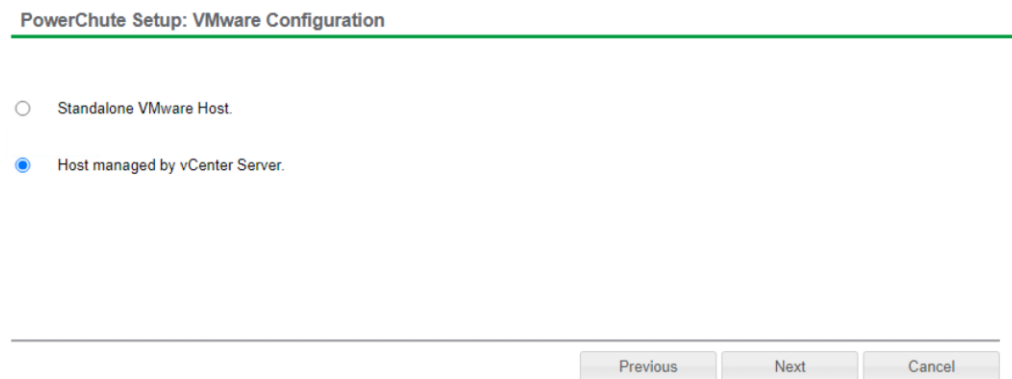 PowerChute Setup: VMware Configuration
Standalone VMware Host.
Host managed by vCenter Server.
Previous Next Cancel